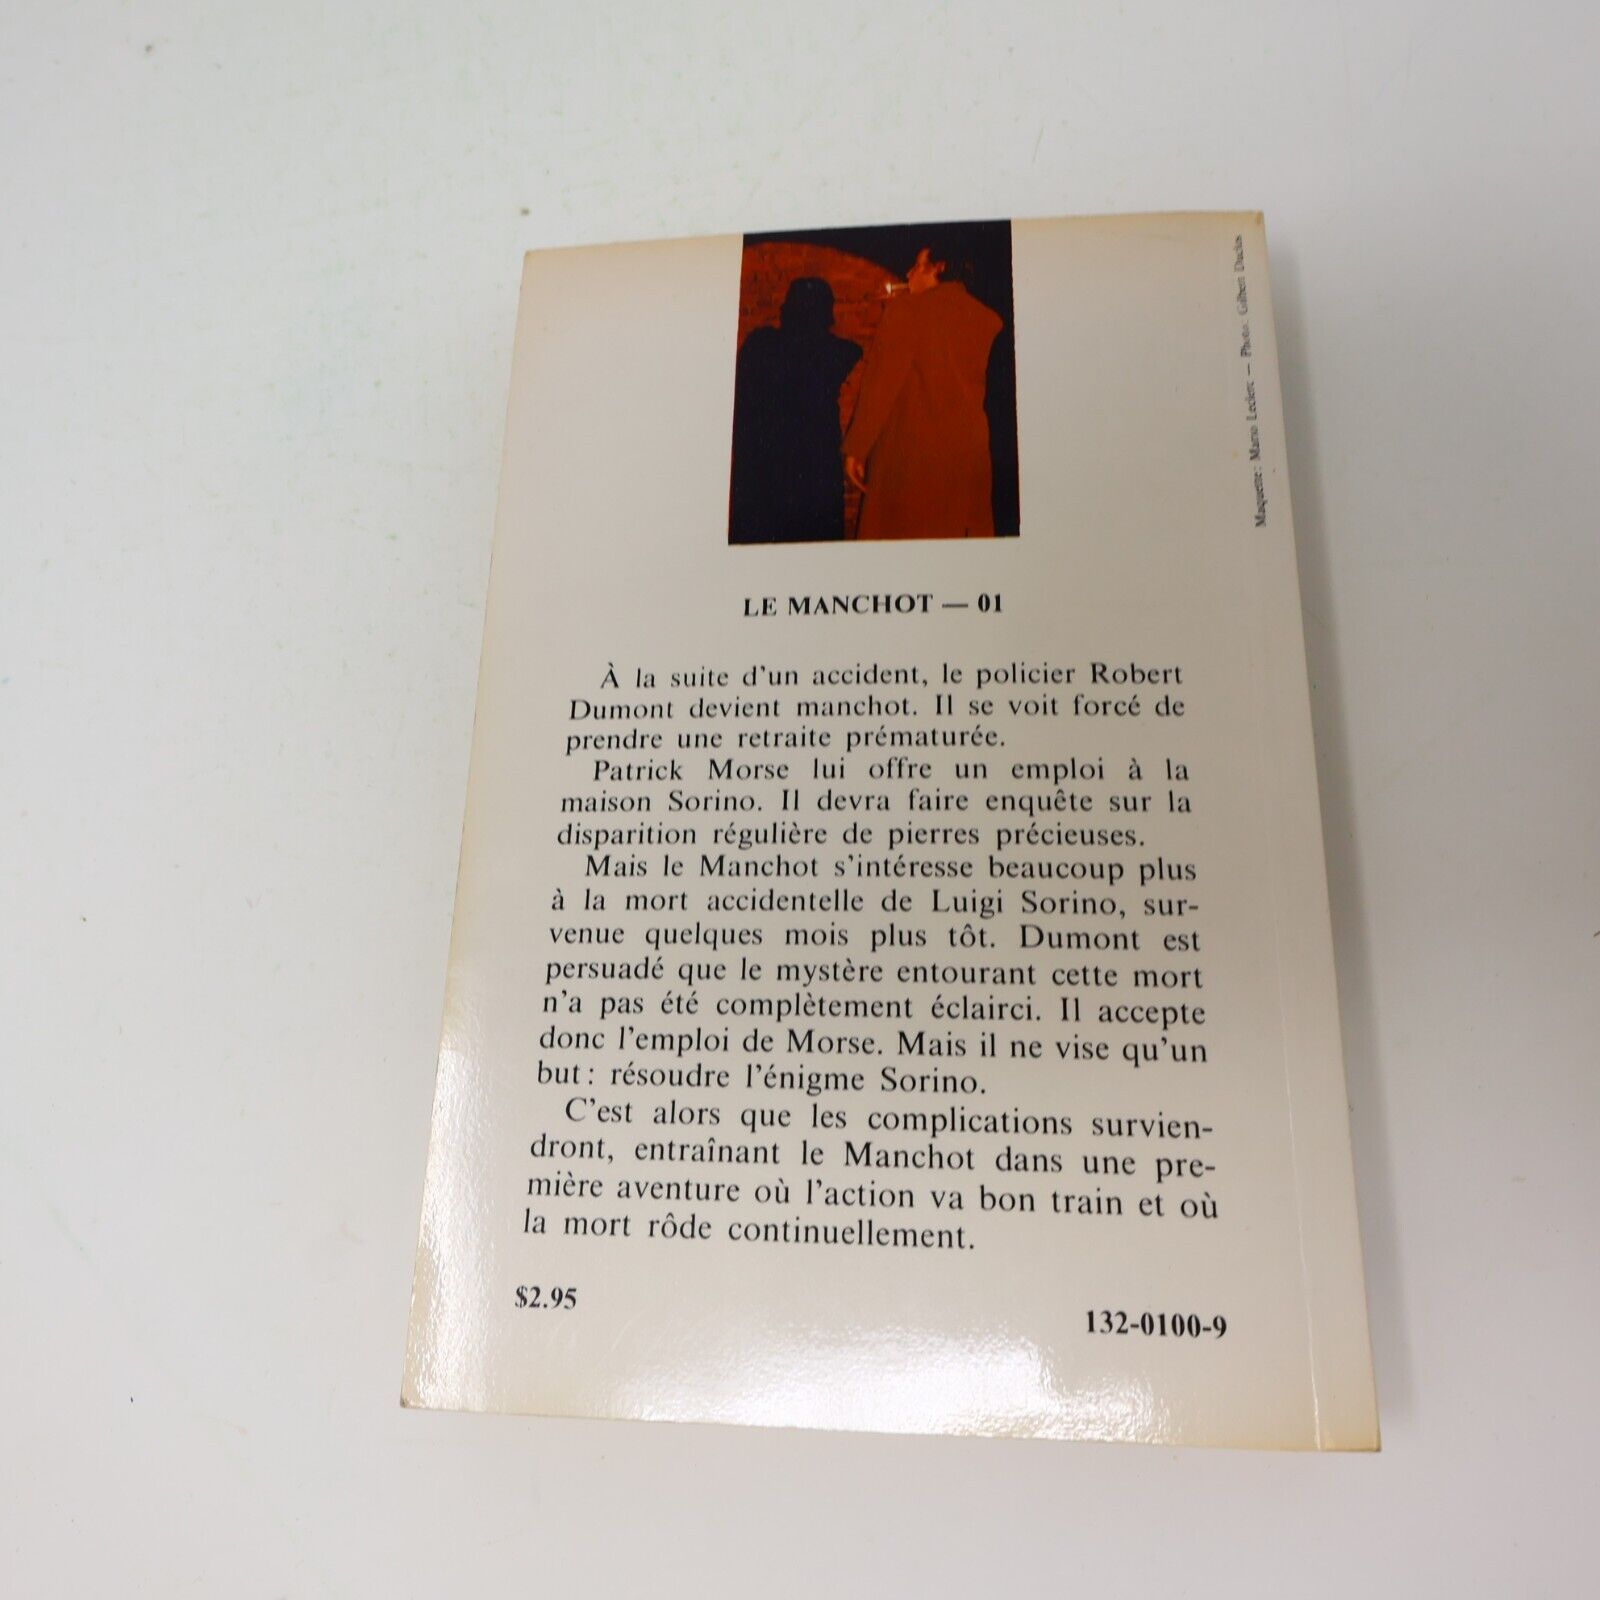 Maquette: Mario Leclerc — Photo: Gilbert Duclos
LE MANCHOT — 01
À la suite d'un accident, le policier Robert
Dumont devient manchot. Il se voit forcé de
prendre une retraite prématurée.
Patrick Morse lui offre un emploi à la
maison Sorino. Il devra faire enquête sur la
disparition régulière de pierres précieuses.
Mais le Manchot s'intéresse beaucoup plus
à la mort accidentelle de Luigi Sorino, sur-
venue quelques mois plus tôt. Dumont est
persuadé que le mystère entourant cette mort
n'a pas été complètement éclairci. Il accepte
donc l'emploi de Morse. Mais il ne vise qu'un
but : résoudre l'énigme Sorino.
C'est alors que les complications survien-
dront, entraînant le Manchot dans une pre-
mière aventure où l'action va bon train et où
la mort rôde continuellement.
$2.95
132-0100-9